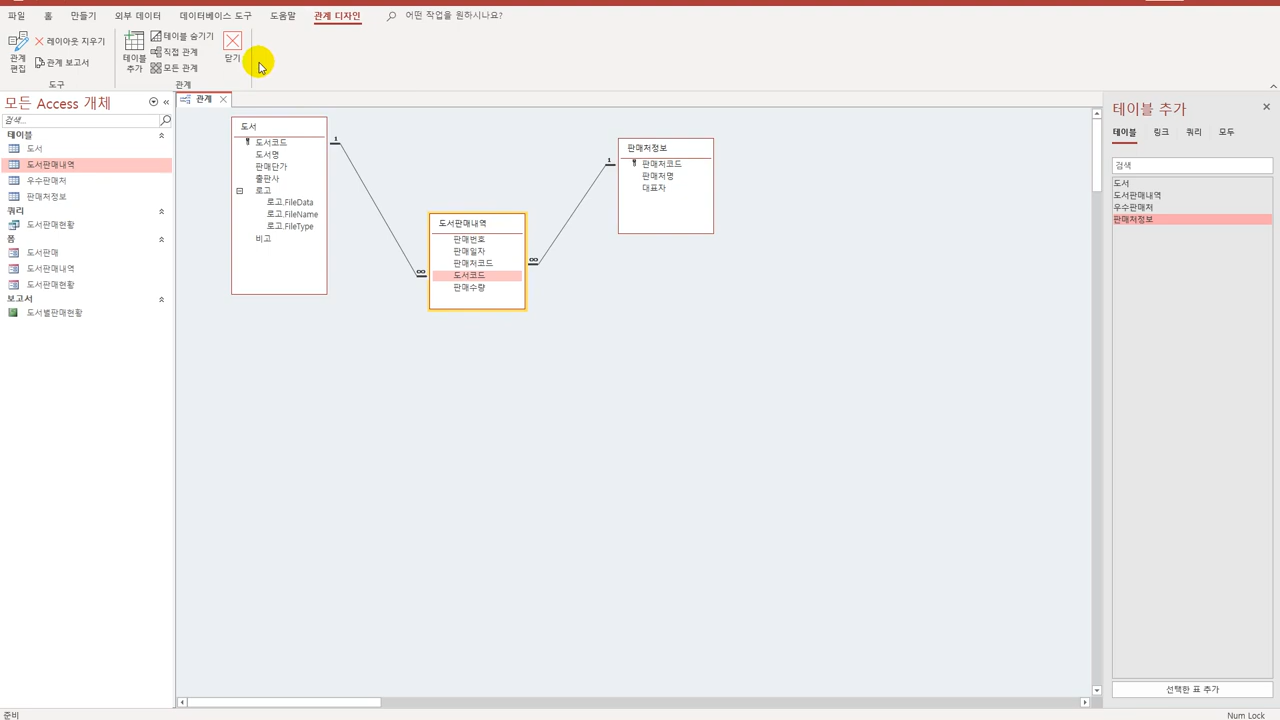 파일 홈 만들기 외부 데이터 데이터베이스 도구 도움말 관계 디자인 어떤 작업을 원하시나요?
관계 편집
레이아웃 지우기
관계 보고서
도구
테이블 추가
테이블 숨기기
직접 관계
모든 관계
닫기
관계
모든 Access 개체
검색...
테이블
도서
도서판매내역
우수판매처
판매처정보
쿼리
도서판매현황
폼
도서판매
도서판매내역
도서판매현황
보고서
도서별판매현황
관계
도서
도서코드
도서명
판매단가
출판사
로고
로고.FileData
로고.FileName
로고.FileType
비고
1
∞
도서판매내역
판매번호
판매일자
판매처코드
도서코드
판매수량
∞
1
판매처정보
판매처코드
판매처명
대표자
테이블 추가
테이블 링크 쿼리 모두
검색
도서
도서판매내역
우수판매처
판매처정보
선택한 표 추가
준비
Num Lock